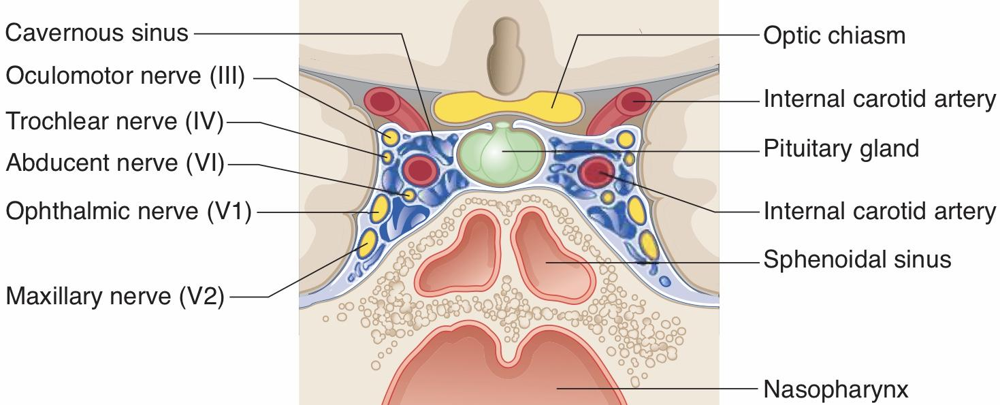 Cavernous sinus
Oculomotor nerve (III)
Trochlear nerve (IV)
Abducent nerve (VI)
Ophthalmic nerve (V1)
Maxillary nerve (V2)
Optic chiasm
Internal carotid artery
Pituitary gland
Internal carotid artery
Sphenoidal sinus
Nasopharynx